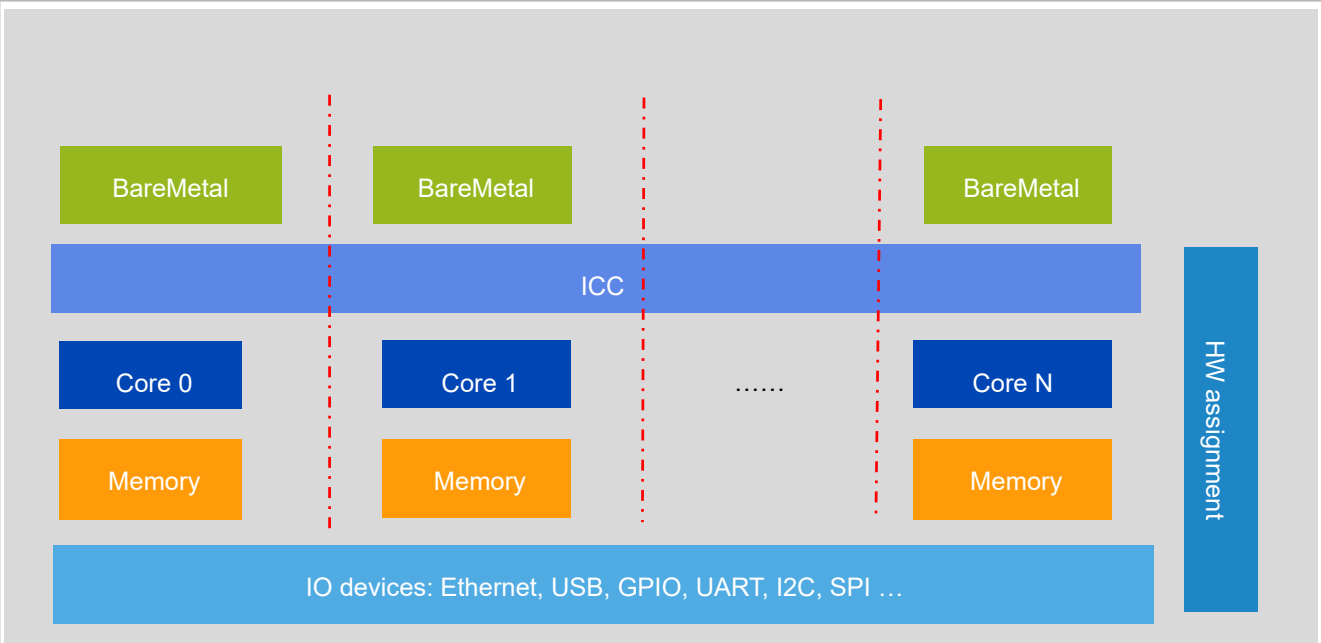 BareMetal
BareMetal
BareMetal
ICC
Core 0
Core 1
......
Core N
Memory
Memory
Memory
HW assignment
IO devices: Ethernet, USB, GPIO, UART, I2C, SPI …